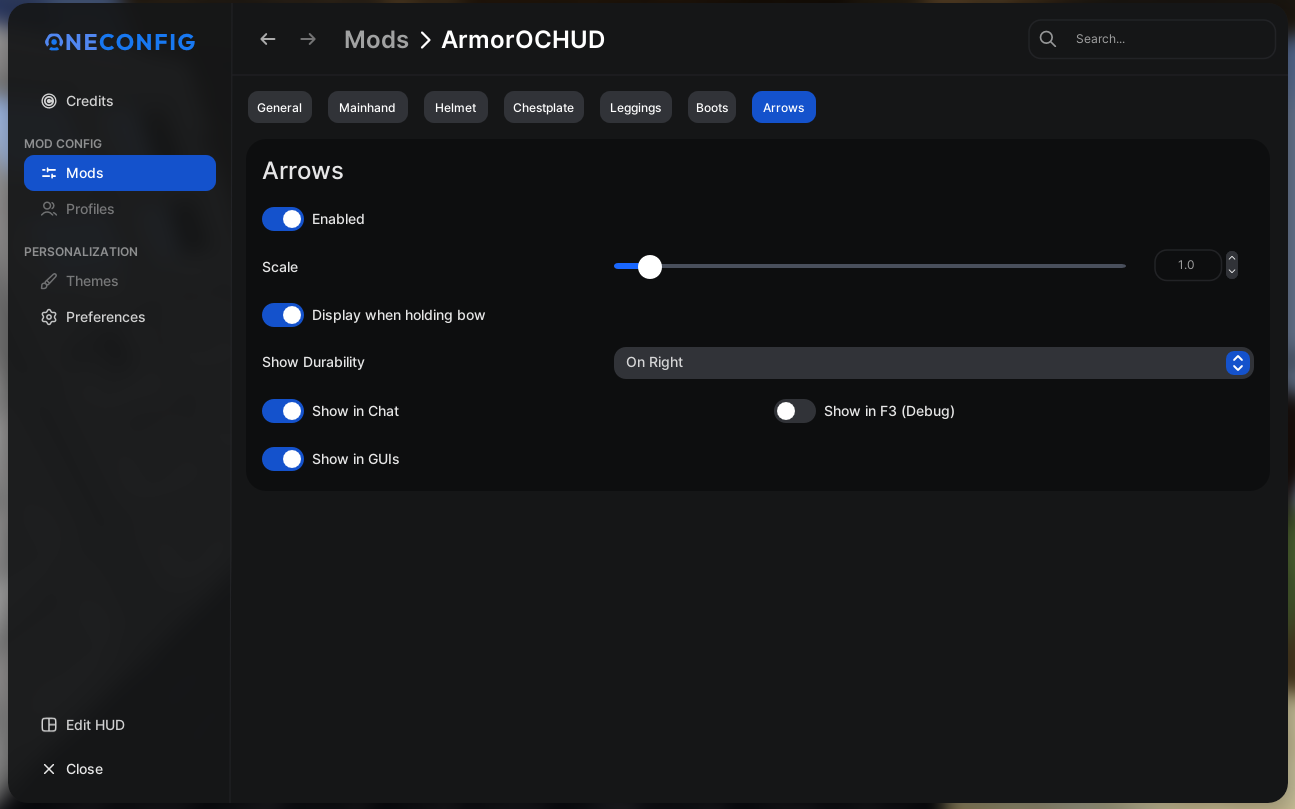 ONECONFIG
Mods > ArmorOCHUD
Search...
Credits
MOD CONFIG
Mods
Profiles
PERSONALIZATION
Themes
Preferences
Edit HUD
Close
General Mainhand Helmet Chestplate Leggings Boots Arrows
Arrows
Enabled
Scale 1.0
Display when holding bow
Show Durability On Right
Show in Chat Show in F3 (Debug)
Show in GUIs